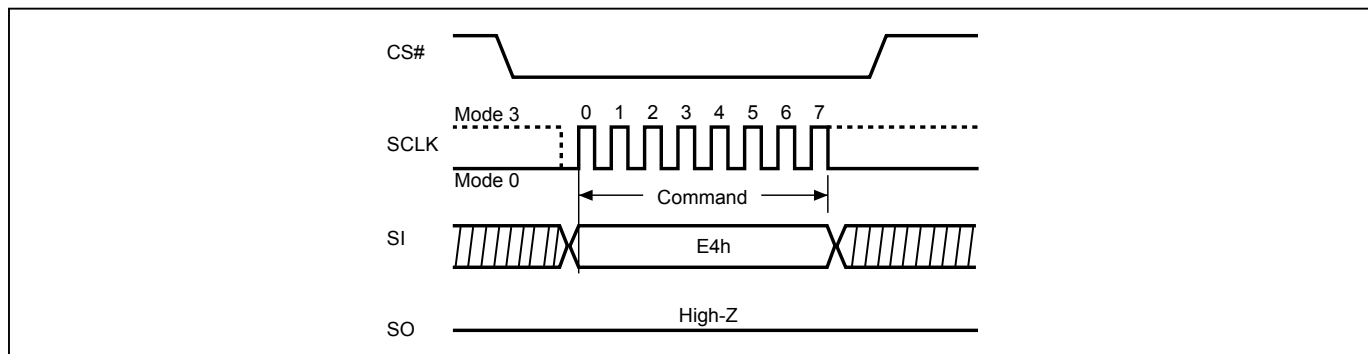 CS#
Mode 3
0 1 2 3 4 5 6 7
SCLK
Mode 0
Command
SI
E4h
High-Z
SO